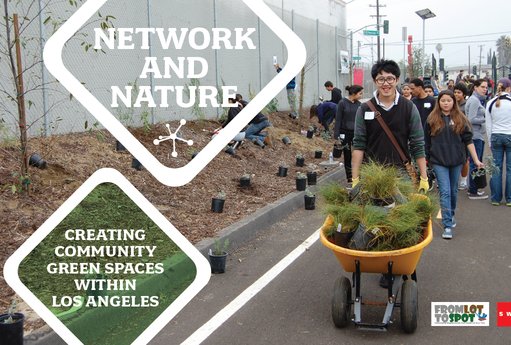 NETWORK
AND
NATURE
CREATING
COMMUNITY
GREEN SPACES
WITHIN
LOS ANGELES
FROM LOT
TO SPOT
S W